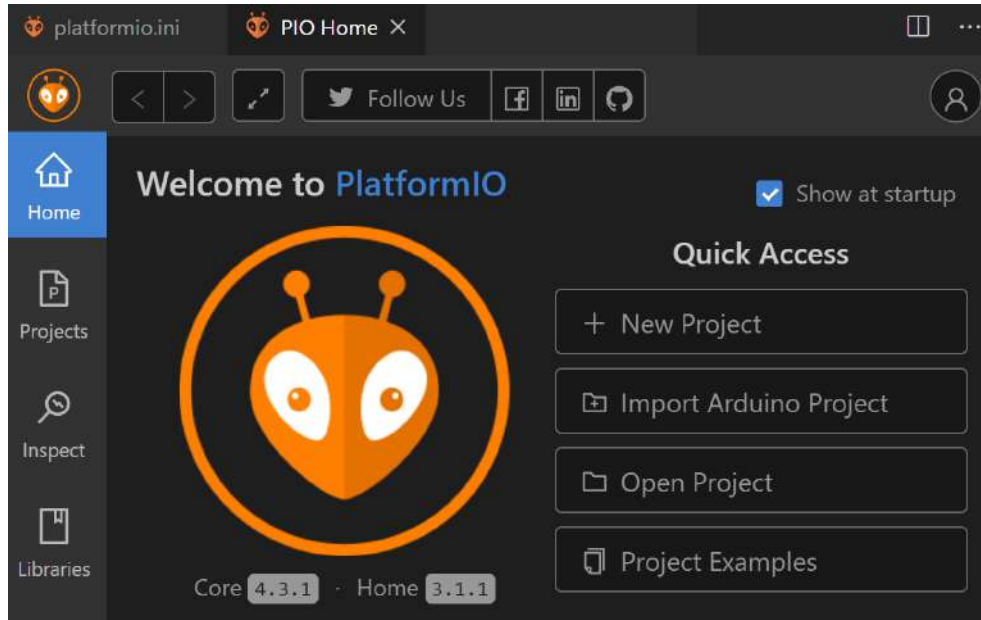 platformio.ini
PIO Home
Follow Us
Home
Welcome to PlatformIO
Show at startup
Quick Access
Projects
New Project
Import Arduino Project
Inspect
Open Project
Libraries
Project Examples
Core 4.3.1 · Home 3.1.1